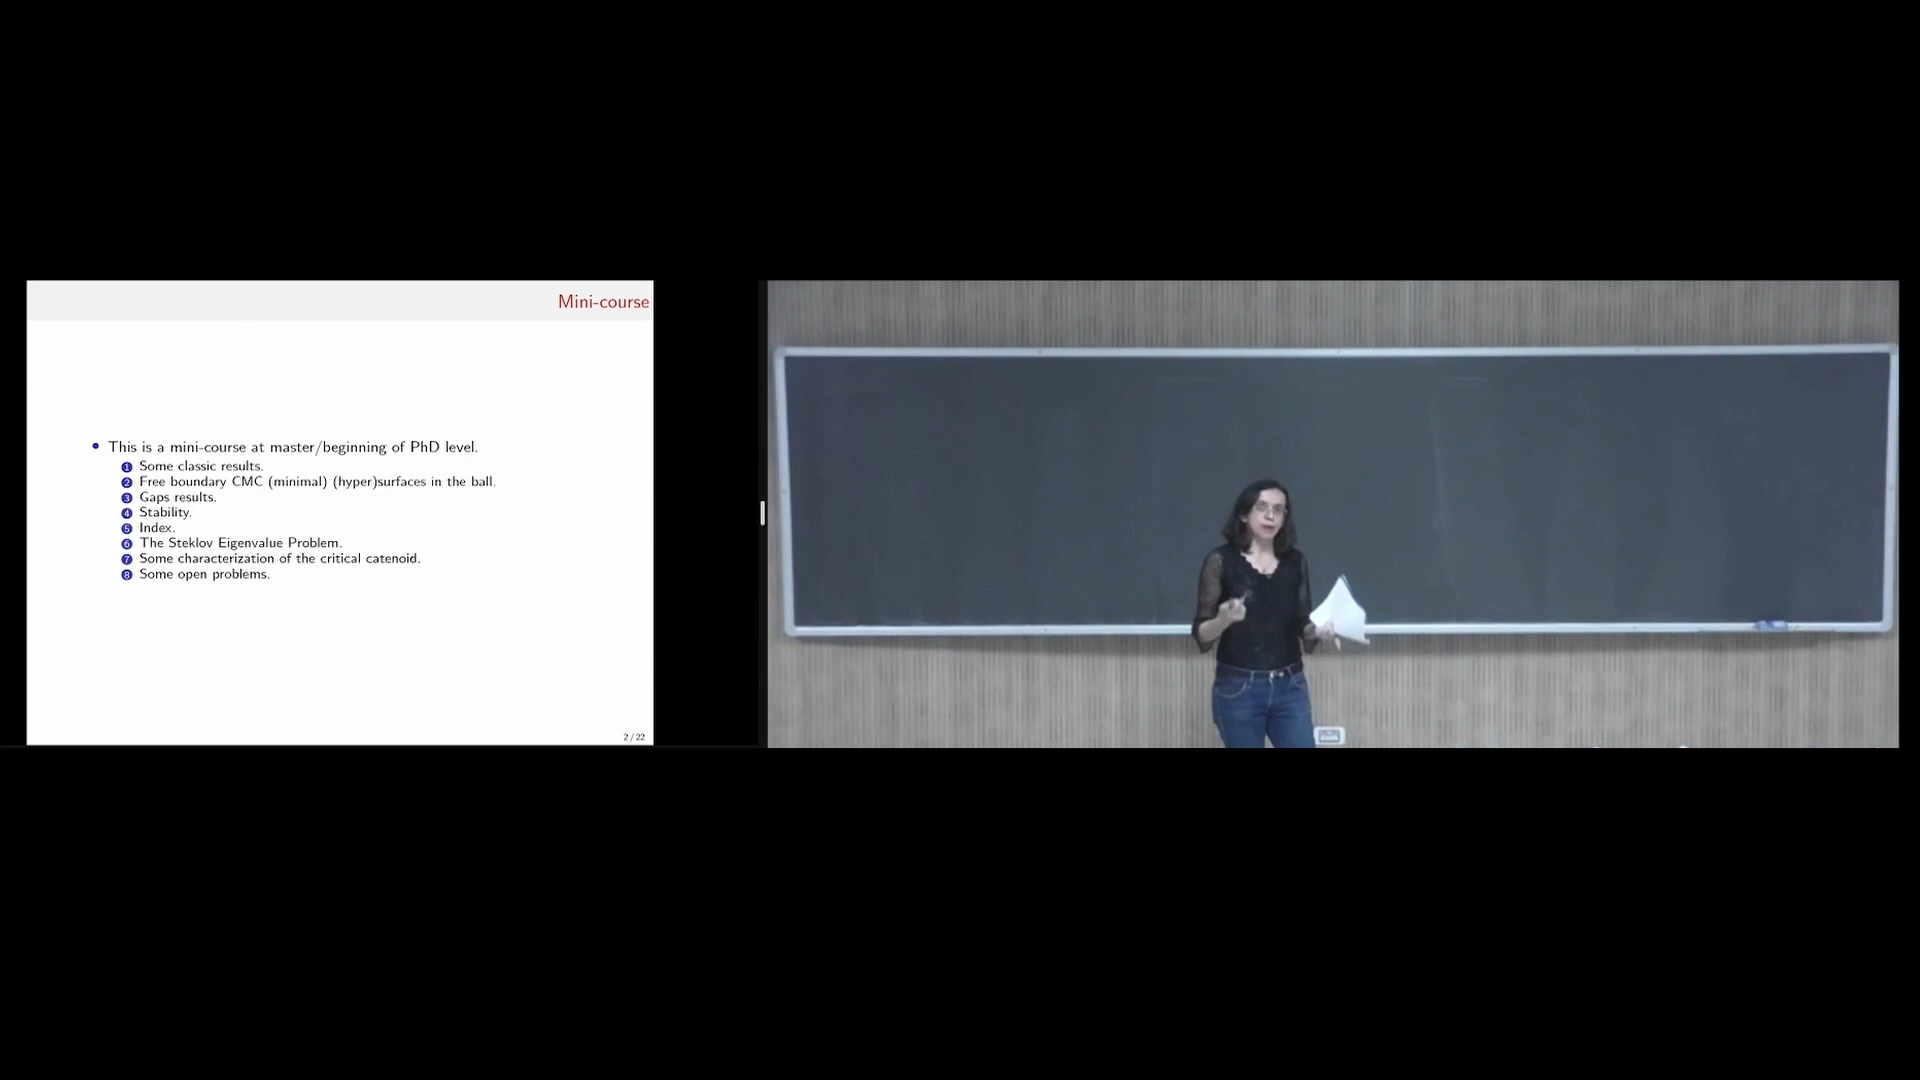 Mini-course
• This is a mini-course at master/beginning of PhD level.
1 Some classic results.
2 Free boundary CMC (minimal) (hyper)surfaces in the ball.
3 Gaps results.
4 Stability.
5 Index.
6 The Steklov Eigenvalue Problem.
7 Some characterization of the critical catenoid.
8 Some open problems.
2 / 22